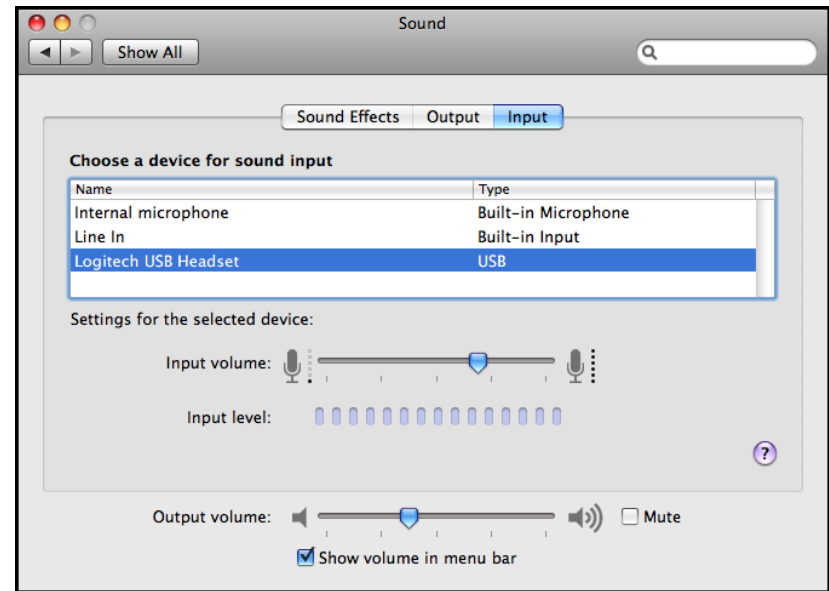 Sound
Show All
Sound Effects Output Input
Choose a device for sound input
Name Type
Internal microphone Built-in Microphone
Line In Built-in Input
Logitech USB Headset USB
Settings for the selected device:
Input volume:
Input level:
?
Output volume: Mute
Show volume in menu bar